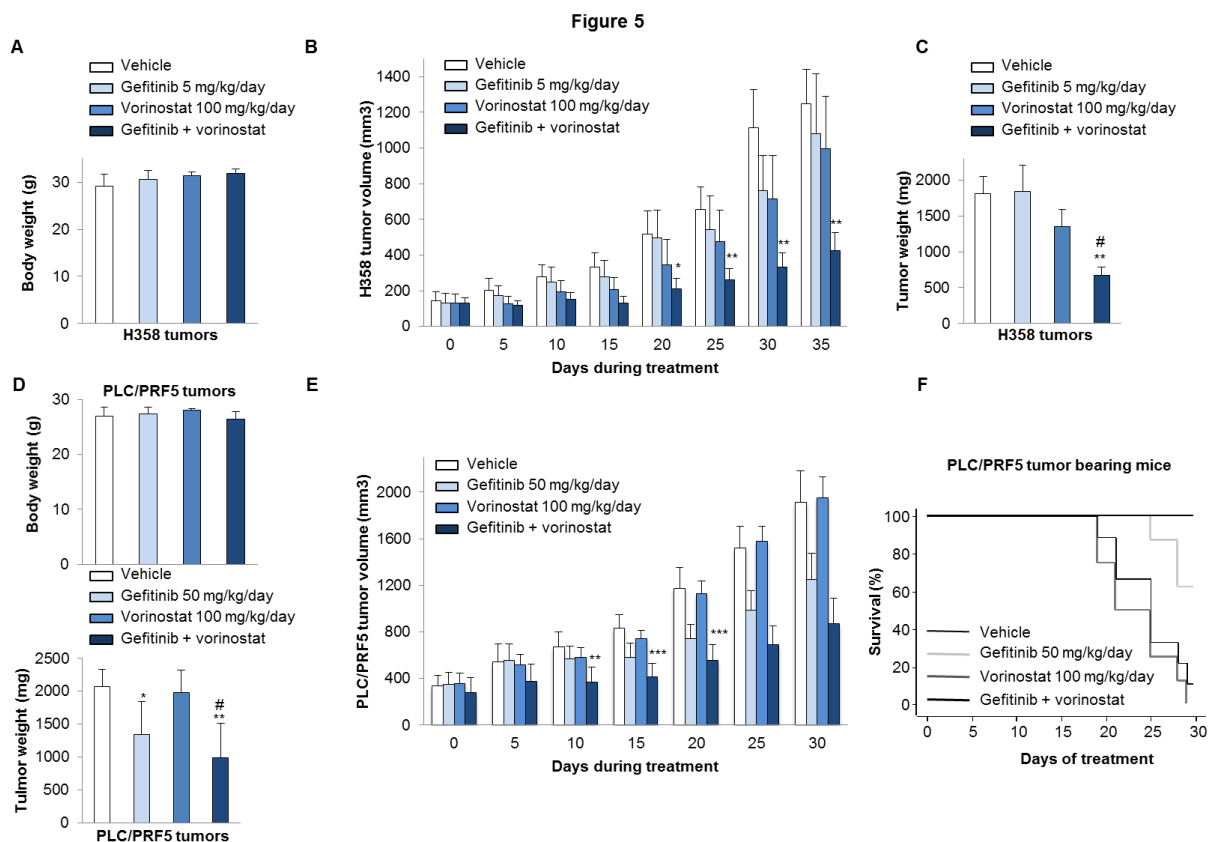 Figure 5
A
Vehicle
Gefitinib 5 mg/kg/day
Vorinostat 100 mg/kg/day
Gefitinib + vorinostat
Body weight (g)
30
20
10
0
H358 tumors
B
Vehicle
Gefitinib 5 mg/kg/day
Vorinostat 100 mg/kg/day
Gefitinib + vorinostat
H358 tumor volume (mm3)
1400
1200
1000
800
600
400
200
0
*
**
**
**
0 5 10 15 20 25 30 35
Days during treatment
C
Vehicle
Gefitinib 5 mg/kg/day
Vorinostat 100 mg/kg/day
Gefitinib + vorinostat
Tumor weight (mg)
2000
1500
1000
500
0
#
**
H358 tumors
D
PLC/PRF5 tumors
Body weight (g)
30
20
10
0
Vehicle
Gefitinib 50 mg/kg/day
Vorinostat 100 mg/kg/day
Gefitinib + vorinostat
Tulmor weight (mg)
2500
2000
1500
1000
500
0
*
#
**
PLC/PRF5 tumors
E
Vehicle
Gefitinib 50 mg/kg/day
Vorinostat 100 mg/kg/day
Gefitinib + vorinostat
PLC/PRF5 tumor volume (mm3)
2000
1600
1200
800
400
0
**
***
***
0 5 10 15 20 25 30
Days during treatment
F
PLC/PRF5 tumor bearing mice
Survival (%)
100
80
60
40
20
0
Vehicle
Gefitinib 50 mg/kg/day
Vorinostat 100 mg/kg/day
Gefitinib + vorinostat
0 5 10 15 20 25 30
Days of treatment